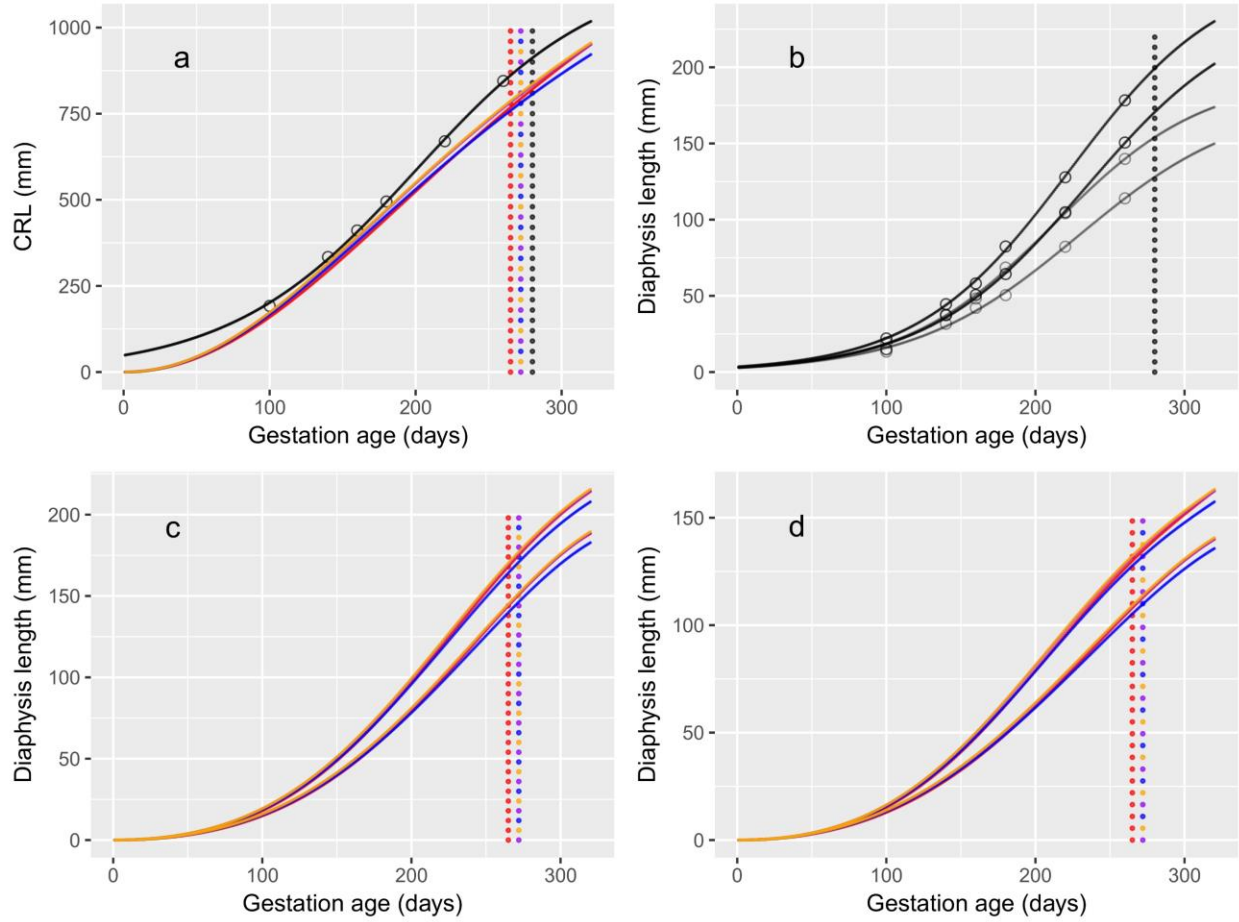 a
CRL (mm)
1000
750
500
250
0
0 100 200 300
Gestation age (days)
b
Diaphysis length (mm)
200
150
100
50
0
0 100 200 300
Gestation age (days)
c
Diaphysis length (mm)
200
150
100
50
0
0 100 200 300
Gestation age (days)
d
Diaphysis length (mm)
150
100
50
0
0 100 200 300
Gestation age (days)